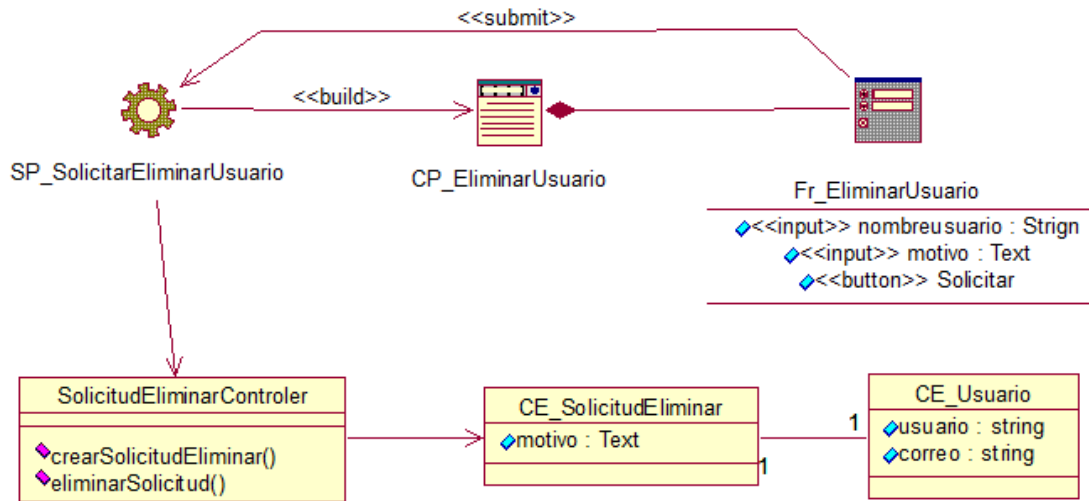 <<submit>>
<<build>>
SP_SolicitarEliminarUsuario
CP_EliminarUsuario
Fr_EliminarUsuario
<<input>> nombreusuario : Strign
<<input>> motivo : Text
<<button>> Solicitar
SolicitudEliminarControler
crearSolicitudEliminar()
eliminarSolicitud()
CE_SolicitudEliminar
motivo : Text
1
1
CE_Usuario
usuario : string
correo : string